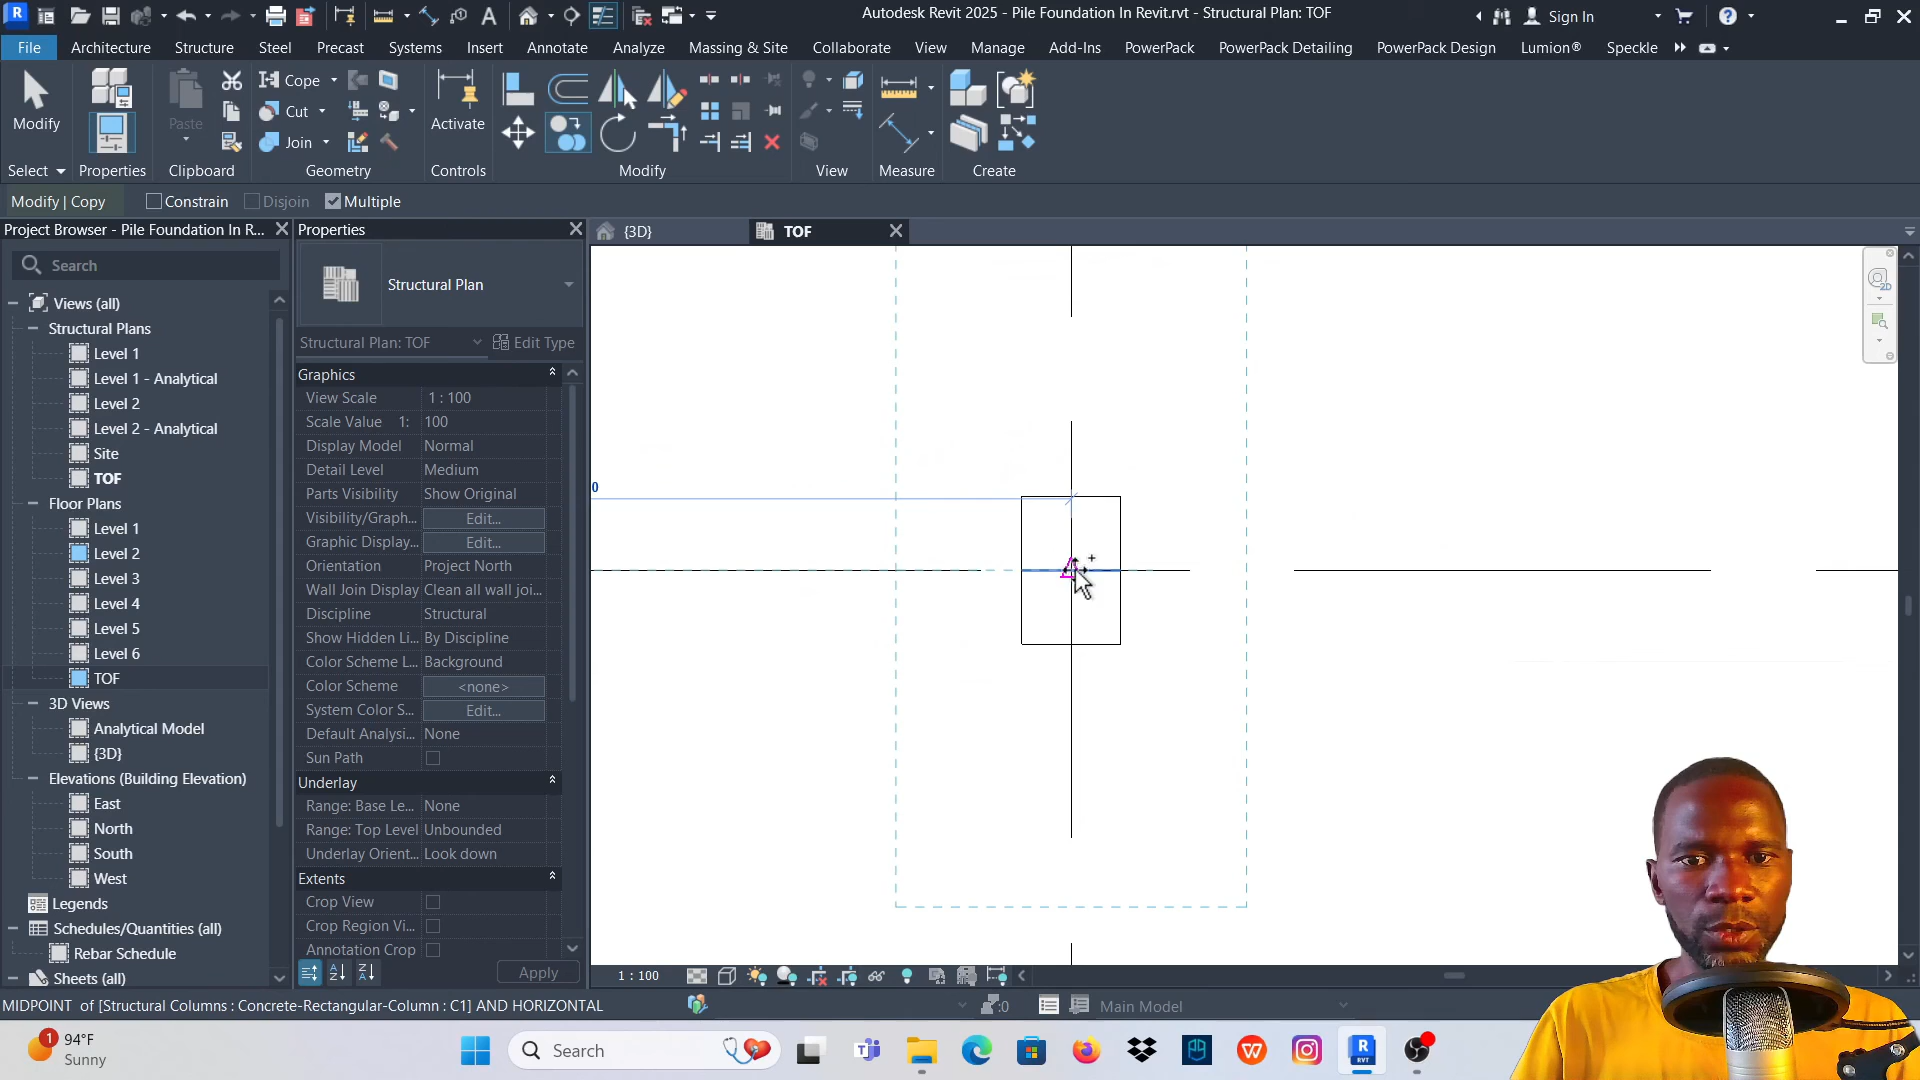 Autodesk Revit 2025 - Pile Foundation In Revit.rvt - Structural Plan: TOF
Sign In
File Architecture Structure Steel Precast Systems Insert Annotate Analyze Massing & Site Collaborate View Manage Add-Ins PowerPack PowerPack Detailing PowerPack Design Lumion® Speckle
Modify
Paste
Cope
Cut
Join
Activate
Select Properties Clipboard Geometry Controls Modify View Measure Create
Modify | Copy Constrain Disjoin Multiple
Project Browser - Pile Foundation In R...
Search
Views (all)
Structural Plans
Level 1
Level 1 - Analytical
Level 2
Level 2 - Analytical
Site
TOF
Floor Plans
Level 1
Level 2
Level 3
Level 4
Level 5
Level 6
TOF
3D Views
Analytical Model
{3D}
Elevations (Building Elevation)
East
North
South
West
Legends
Schedules/Quantities (all)
Rebar Schedule
Sheets (all)
Properties
Structural Plan
Structural Plan: TOF Edit Type
Graphics
View Scale 1 : 100
Scale Value 1: 100
Display Model Normal
Detail Level Medium
Parts Visibility Show Original
Visibility/Graph... Edit...
Graphic Display... Edit...
Orientation Project North
Wall Join Display Clean all wall joi...
Discipline Structural
Show Hidden Li... By Discipline
Color Scheme L... Background
Color Scheme <none>
System Color S... Edit...
Default Analysi... None
Sun Path
Underlay
Range: Base Le... None
Range: Top Level Unbounded
Underlay Orient... Look down
Extents
Crop View
Crop Region Vi...
Annotation Crop
Apply
{3D} TOF
2D
0
1 : 100
MIDPOINT of [Structural Columns : Concrete-Rectangular-Column : C1] AND HORIZONTAL
:0 Main Model
1
94°F
Sunny
Search
RVT